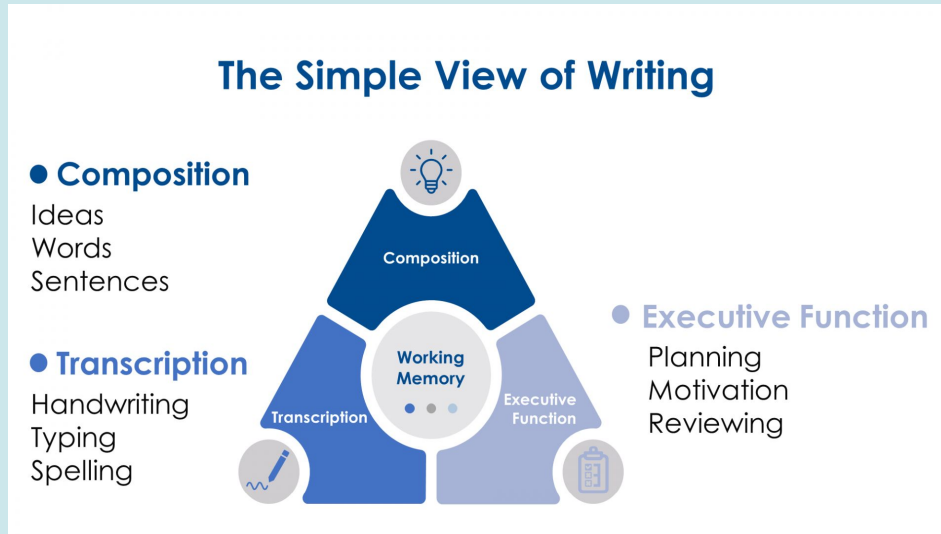 The Simple View of Writing
Composition
Ideas
Words
Sentences
Transcription
Handwriting
Typing
Spelling
Composition
Working
Memory
Transcription
Executive
Function
Executive Function
Planning
Motivation
Reviewing